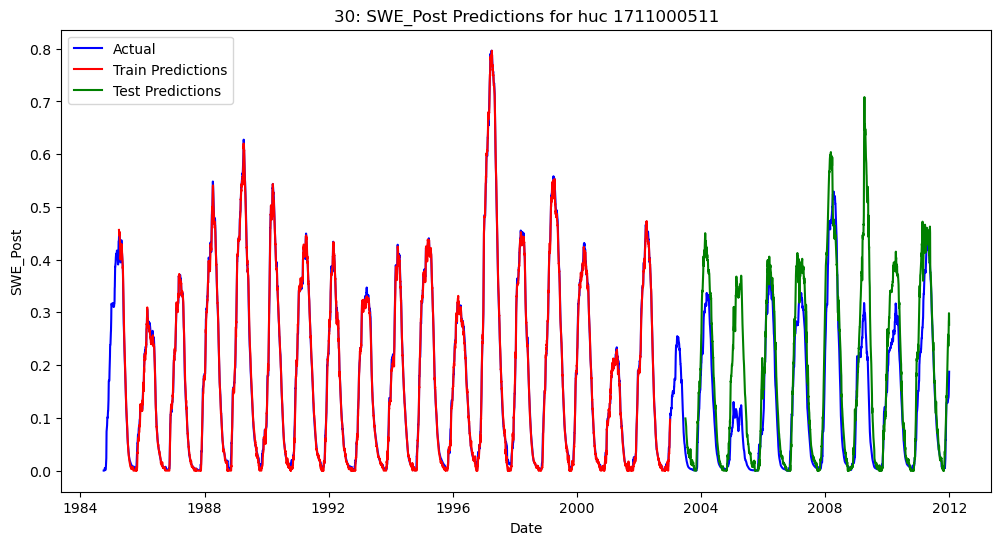 30: SWE_Post Predictions for huc 1711000511
Actual
Train Predictions
Test Predictions
0.8
0.7
0.6
0.5
0.4
0.3
0.2
0.1
0.0
SWE_Post
1984 1988 1992 1996 2000 2004 2008 2012
Date